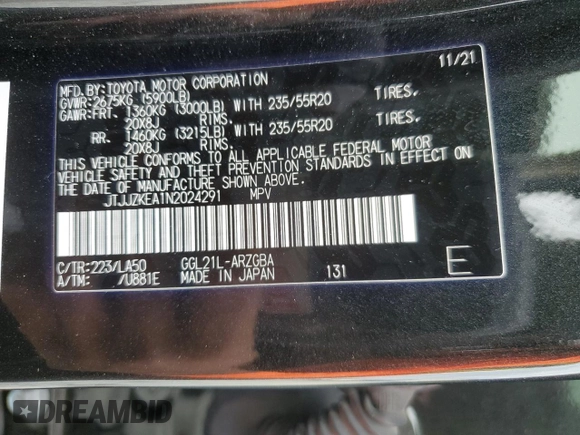 11/21
MFD.BY:TOYOTA MOTOR CORPORATION
GVWR:2675KG (5900LB)
GAWR:FRT. 1360KG (3000LB) WITH 235/55R20 TIRES.
20X8J RIMS.
RR. 1460KG (3215LB) WITH 235/55R20 TIRES.
20X8J RIMS.
THIS VEHICLE CONFORMS TO ALL APPLICABLE FEDERAL MOTOR
VEHICLE SAFETY AND THEFT PREVENTION STANDARDS IN EFFECT ON
THE DATE OF MANUFACTURE SHOWN ABOVE.
JTJJZKEA1N2024291 MPV
C/TR:223/LA50 GGL21L-ARZGBA
A/TM: /U881E MADE IN JAPAN 131 E
DREAMBID